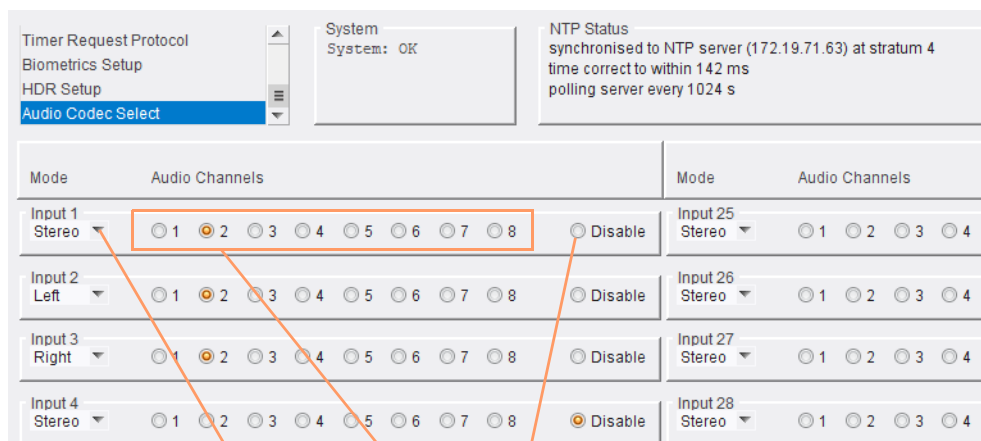 Timer Request Protocol
Biometrics Setup
HDR Setup
Audio Codec Select
System
System: OK
NTP Status
synchronised to NTP server (172.19.71.63) at stratum 4
time correct to within 142 ms
polling server every 1024 s
Mode Audio Channels Mode Audio Channels
Input 1 Input 25
Stereo 1 2 3 4 5 6 7 8 Disable Stereo 1 2 3 4
Input 2 Input 26
Left 1 2 3 4 5 6 7 8 Disable Stereo 1 2 3 4
Input 3 Input 27
Right 1 2 3 4 5 6 7 8 Disable Stereo 1 2 3 4
Input 4 Input 28
Stereo 1 2 3 4 5 6 7 8 Disable Stereo 1 2 3 4